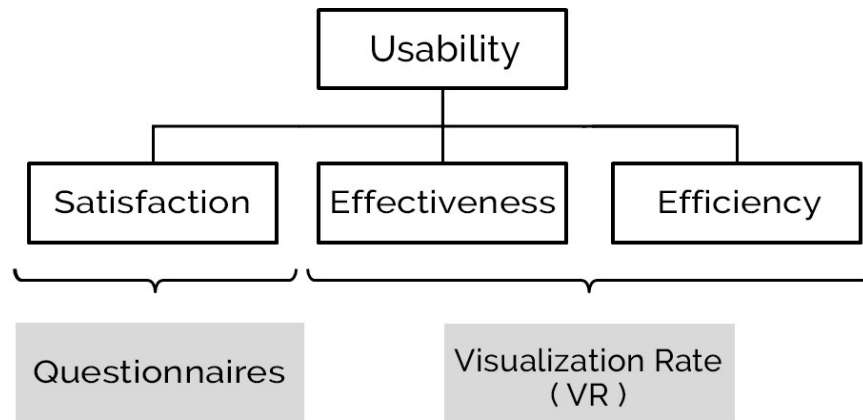 Usability
Satisfaction
Effectiveness
Efficiency
Questionnaires
Visualization Rate
( VR )